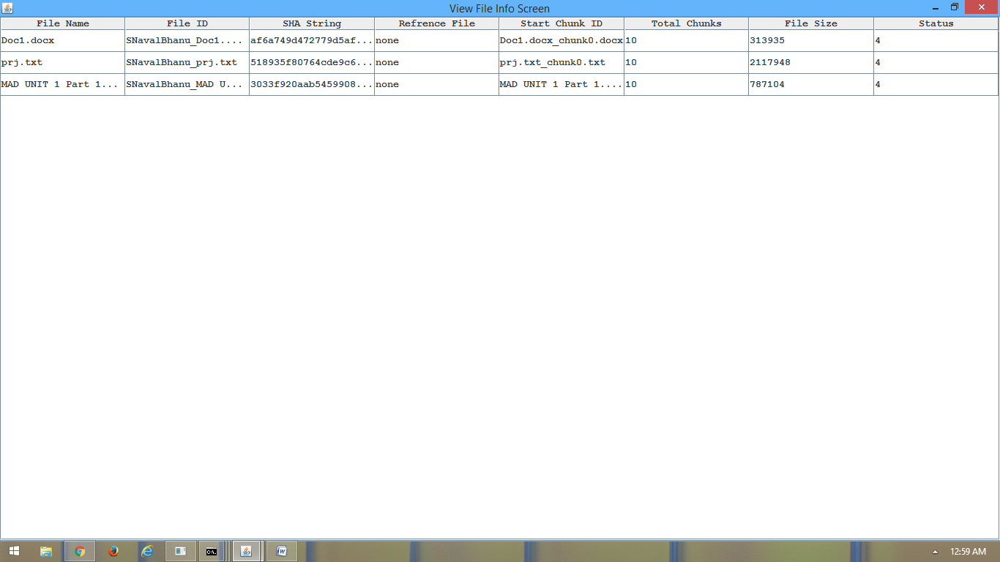 View File Info Screen
File Name File ID SHA String Refrence File Start Chunk ID Total Chunks File Size Status
Doc1.docx SNavalBhanu_Doc1.... af6a749d472779d5af... none Doc1.docx_chunk0.docx 10 313935 4
prj.txt SNavalBhanu_prj.txt 518935f80764cde9c6... none prj.txt_chunk0.txt 10 2117948 4
MAD UNIT 1 Part 1... SNavalBhanu_MAD U... 3033f920aab5459908... none MAD UNIT 1 Part 1.... 10 787104 4
C:\. 12:59 AM